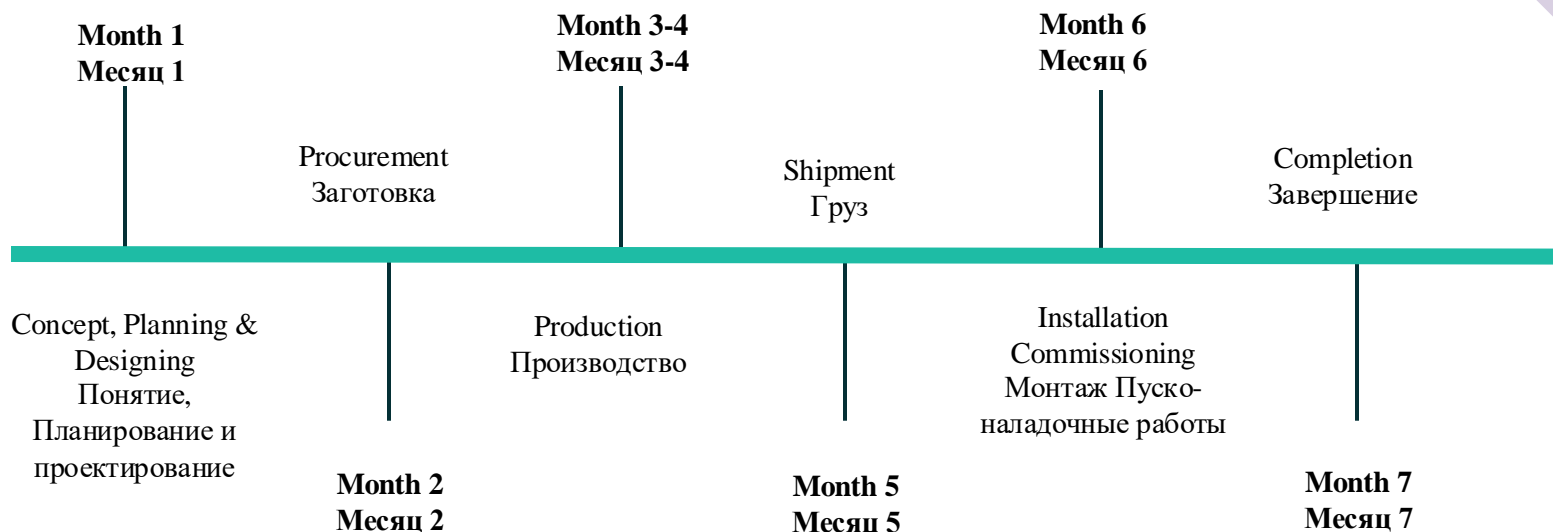 Month 1
Месяц 1
Concept, Planning &
Designing
Понятие,
Планирование и
проектирование
Procurement
Заготовка
Month 2
Месяц 2
Month 3-4
Месяц 3-4
Production
Производство
Shipment
Груз
Month 5
Месяц 5
Month 6
Месяц 6
Installation
Commissioning
Монтаж Пуско-
наладочные работы
Completion
Завершение
Month 7
Месяц 7